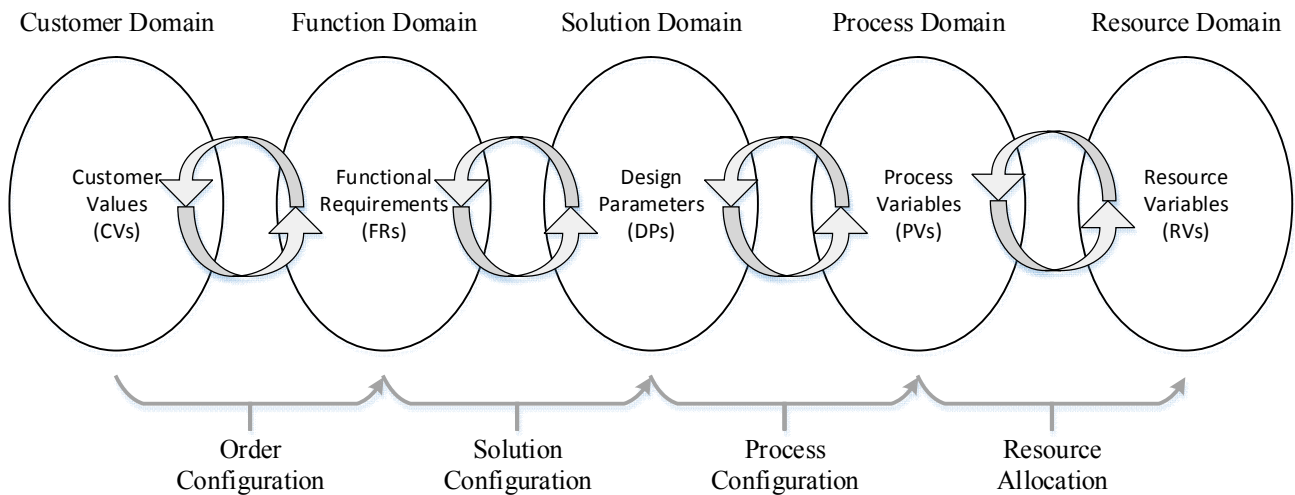 Customer Domain
Function Domain
Solution Domain
Process Domain
Resource Domain
Customer
Values
(CVs)
Functional
Requirements
(FRs)
Design
Parameters
(DPs)
Process
Variables
(PVs)
Resource
Variables
(RVs)
Order
Configuration
Solution
Configuration
Process
Configuration
Resource
Allocation